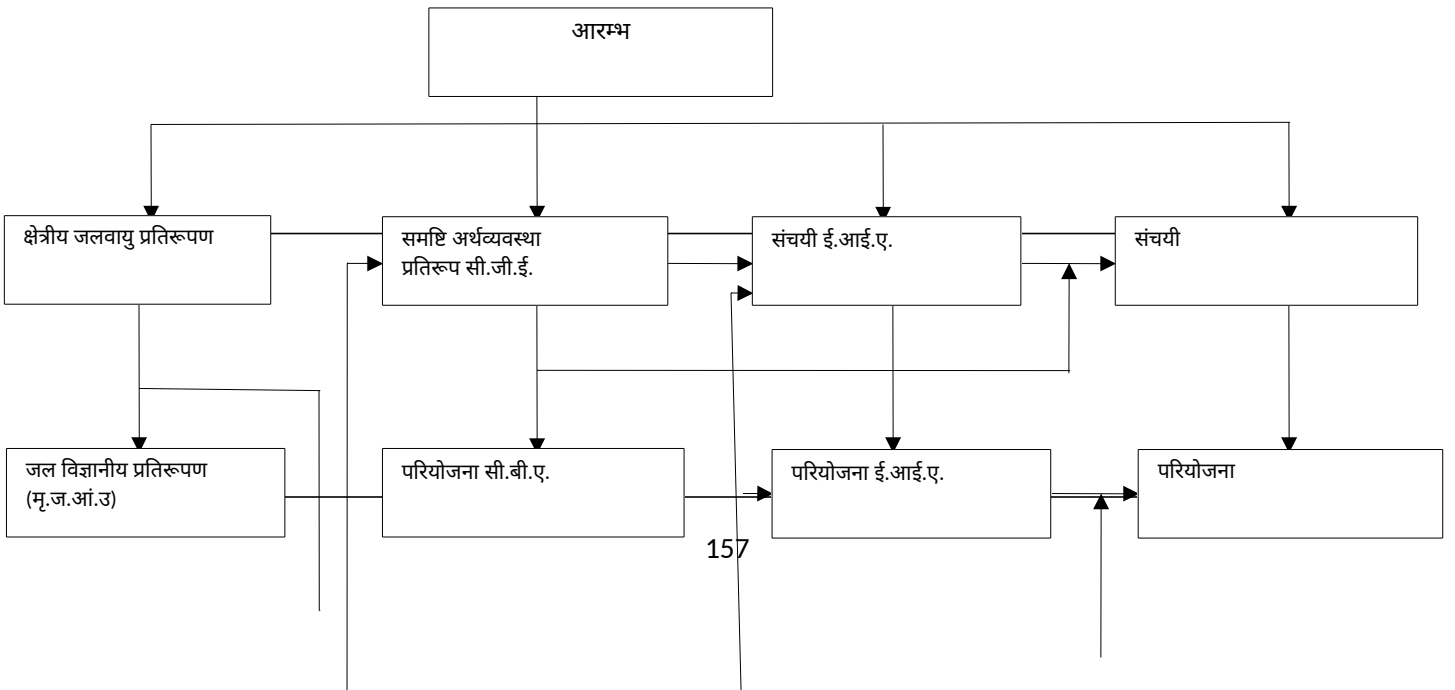 आरम्भ
क्षेत्रीय जलवायु प्रतिरूपण
समष्टि अर्थव्यवस्था
प्रतिरूप सी.जी.ई.
संचयी ई.आई.ए.
संचयी
जल विज्ञानीय प्रतिरूपण
(मृ.ज.आं.उ)
परियोजना सी.बी.ए.
परियोजना ई.आई.ए.
परियोजना
157